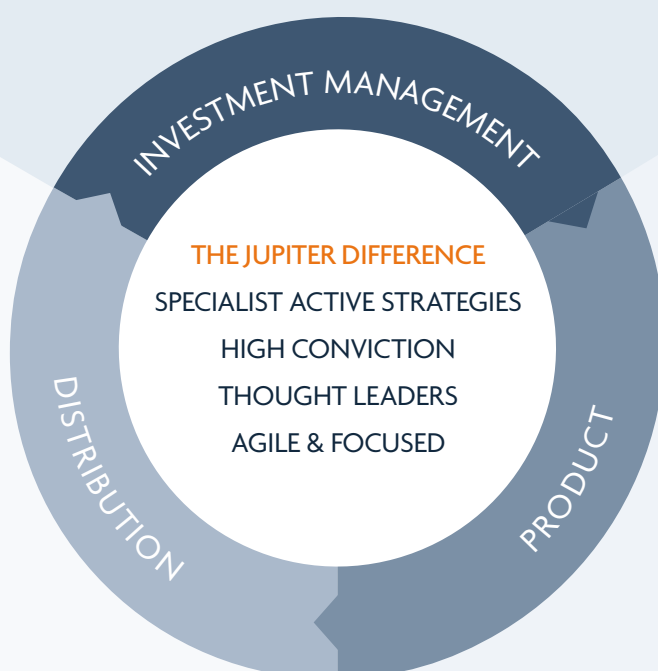 INVESTMENT MANAGEMENT
THE JUPITER DIFFERENCE
SPECIALIST ACTIVE STRATEGIES
HIGH CONVICTION
THOUGHT LEADERS
AGILE & FOCUSED
DISTRIBUTION
PRODUCT